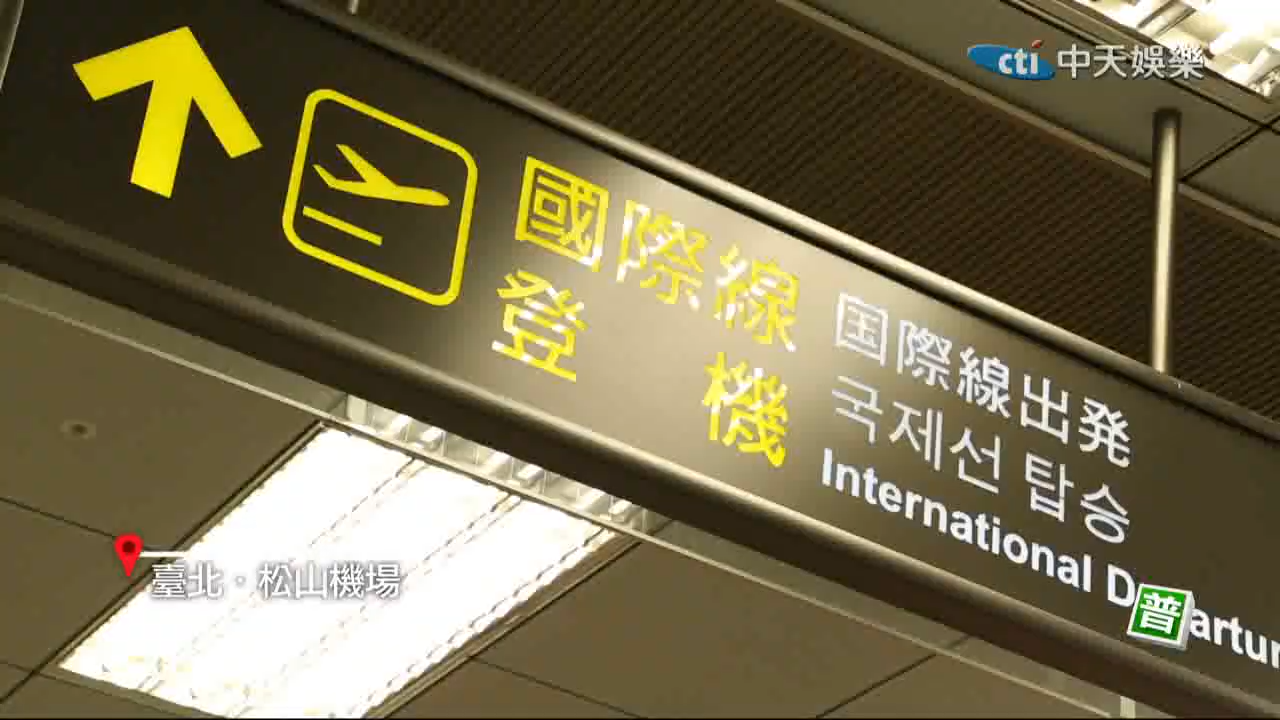 cti 中天娛樂
國際線
登機
国際線出発
국제선 탑승
International D artur
普
臺北·松山機場